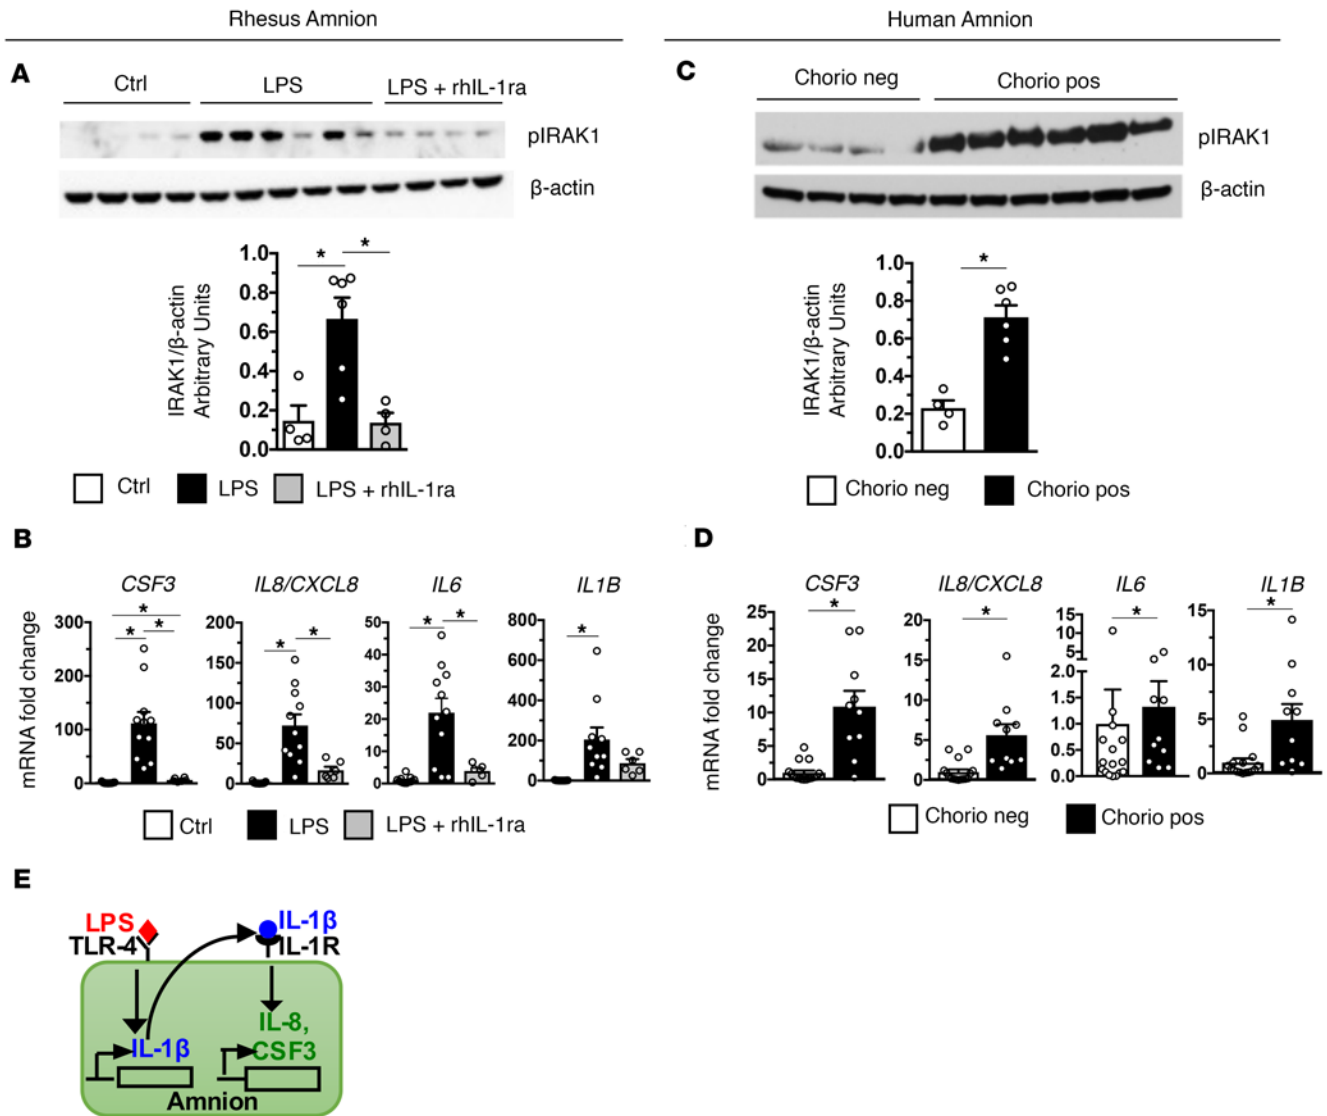 Rhesus Amnion
Human Amnion
A
Ctrl LPS LPS + rhIL-1ra
pIRAK1
β-actin
IRAK1/β-actin
Arbitrary Units
1.0
0.8
0.6
0.4
0.2
0.0
* *
Ctrl LPS LPS + rhIL-1ra
C
Chorio neg Chorio pos
pIRAK1
β-actin
IRAK1/β-actin
Arbitrary Units
1.0
0.8
0.6
0.4
0.2
0.0
*
Chorio neg Chorio pos
B
mRNA fold change
CSF3
300
200
100
0
* * *
IL8/CXCL8
200
150
100
50
0
* *
IL6
50
40
30
20
10
0
* *
IL1B
800
600
400
200
0
*
Ctrl LPS LPS + rhIL-1ra
D
mRNA fold change
CSF3
25
20
15
10
5
0
*
IL8/CXCL8
20
15
10
5
0
*
IL6
15
10
5
2.0
1.5
1.0
0.5
0.0
*
IL1B
15
10
5
0
*
Chorio neg Chorio pos
E
LPS
TLR-4
IL-1β
IL-1R
IL-1β
IL-8,
CSF3
Amnion